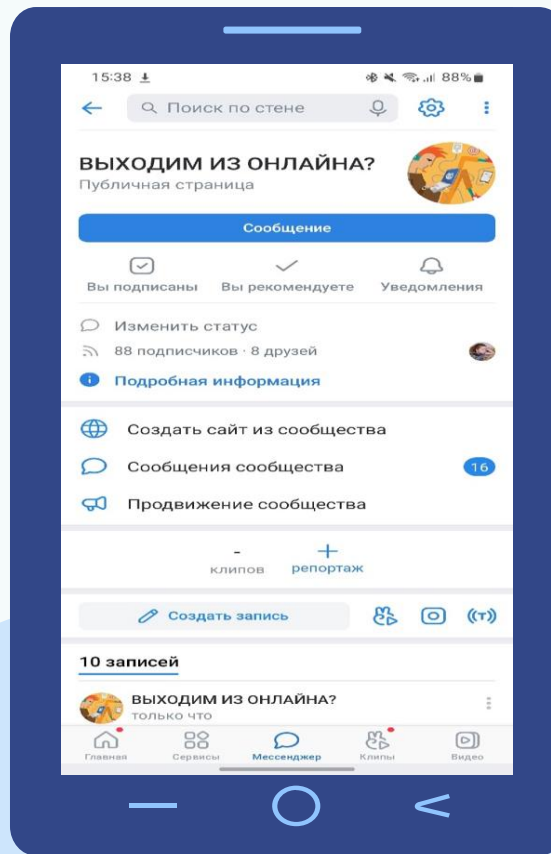 15:38 88%
Поиск по стене
ВЫХОДИМ ИЗ ОНЛАЙНА?
Публичная страница
Сообщение
Вы подписаны Вы рекомендуете Уведомления
Изменить статус
88 подписчиков · 8 друзей
Подробная информация
Создать сайт из сообщества
Сообщения сообщества 16
Продвижение сообщества
- +
клипов репортаж
Создать запись ((т))
10 записей
ВЫХОДИМ ИЗ ОНЛАЙНА?
только что
Главная Сервисы Мессенджер Клипы Видео